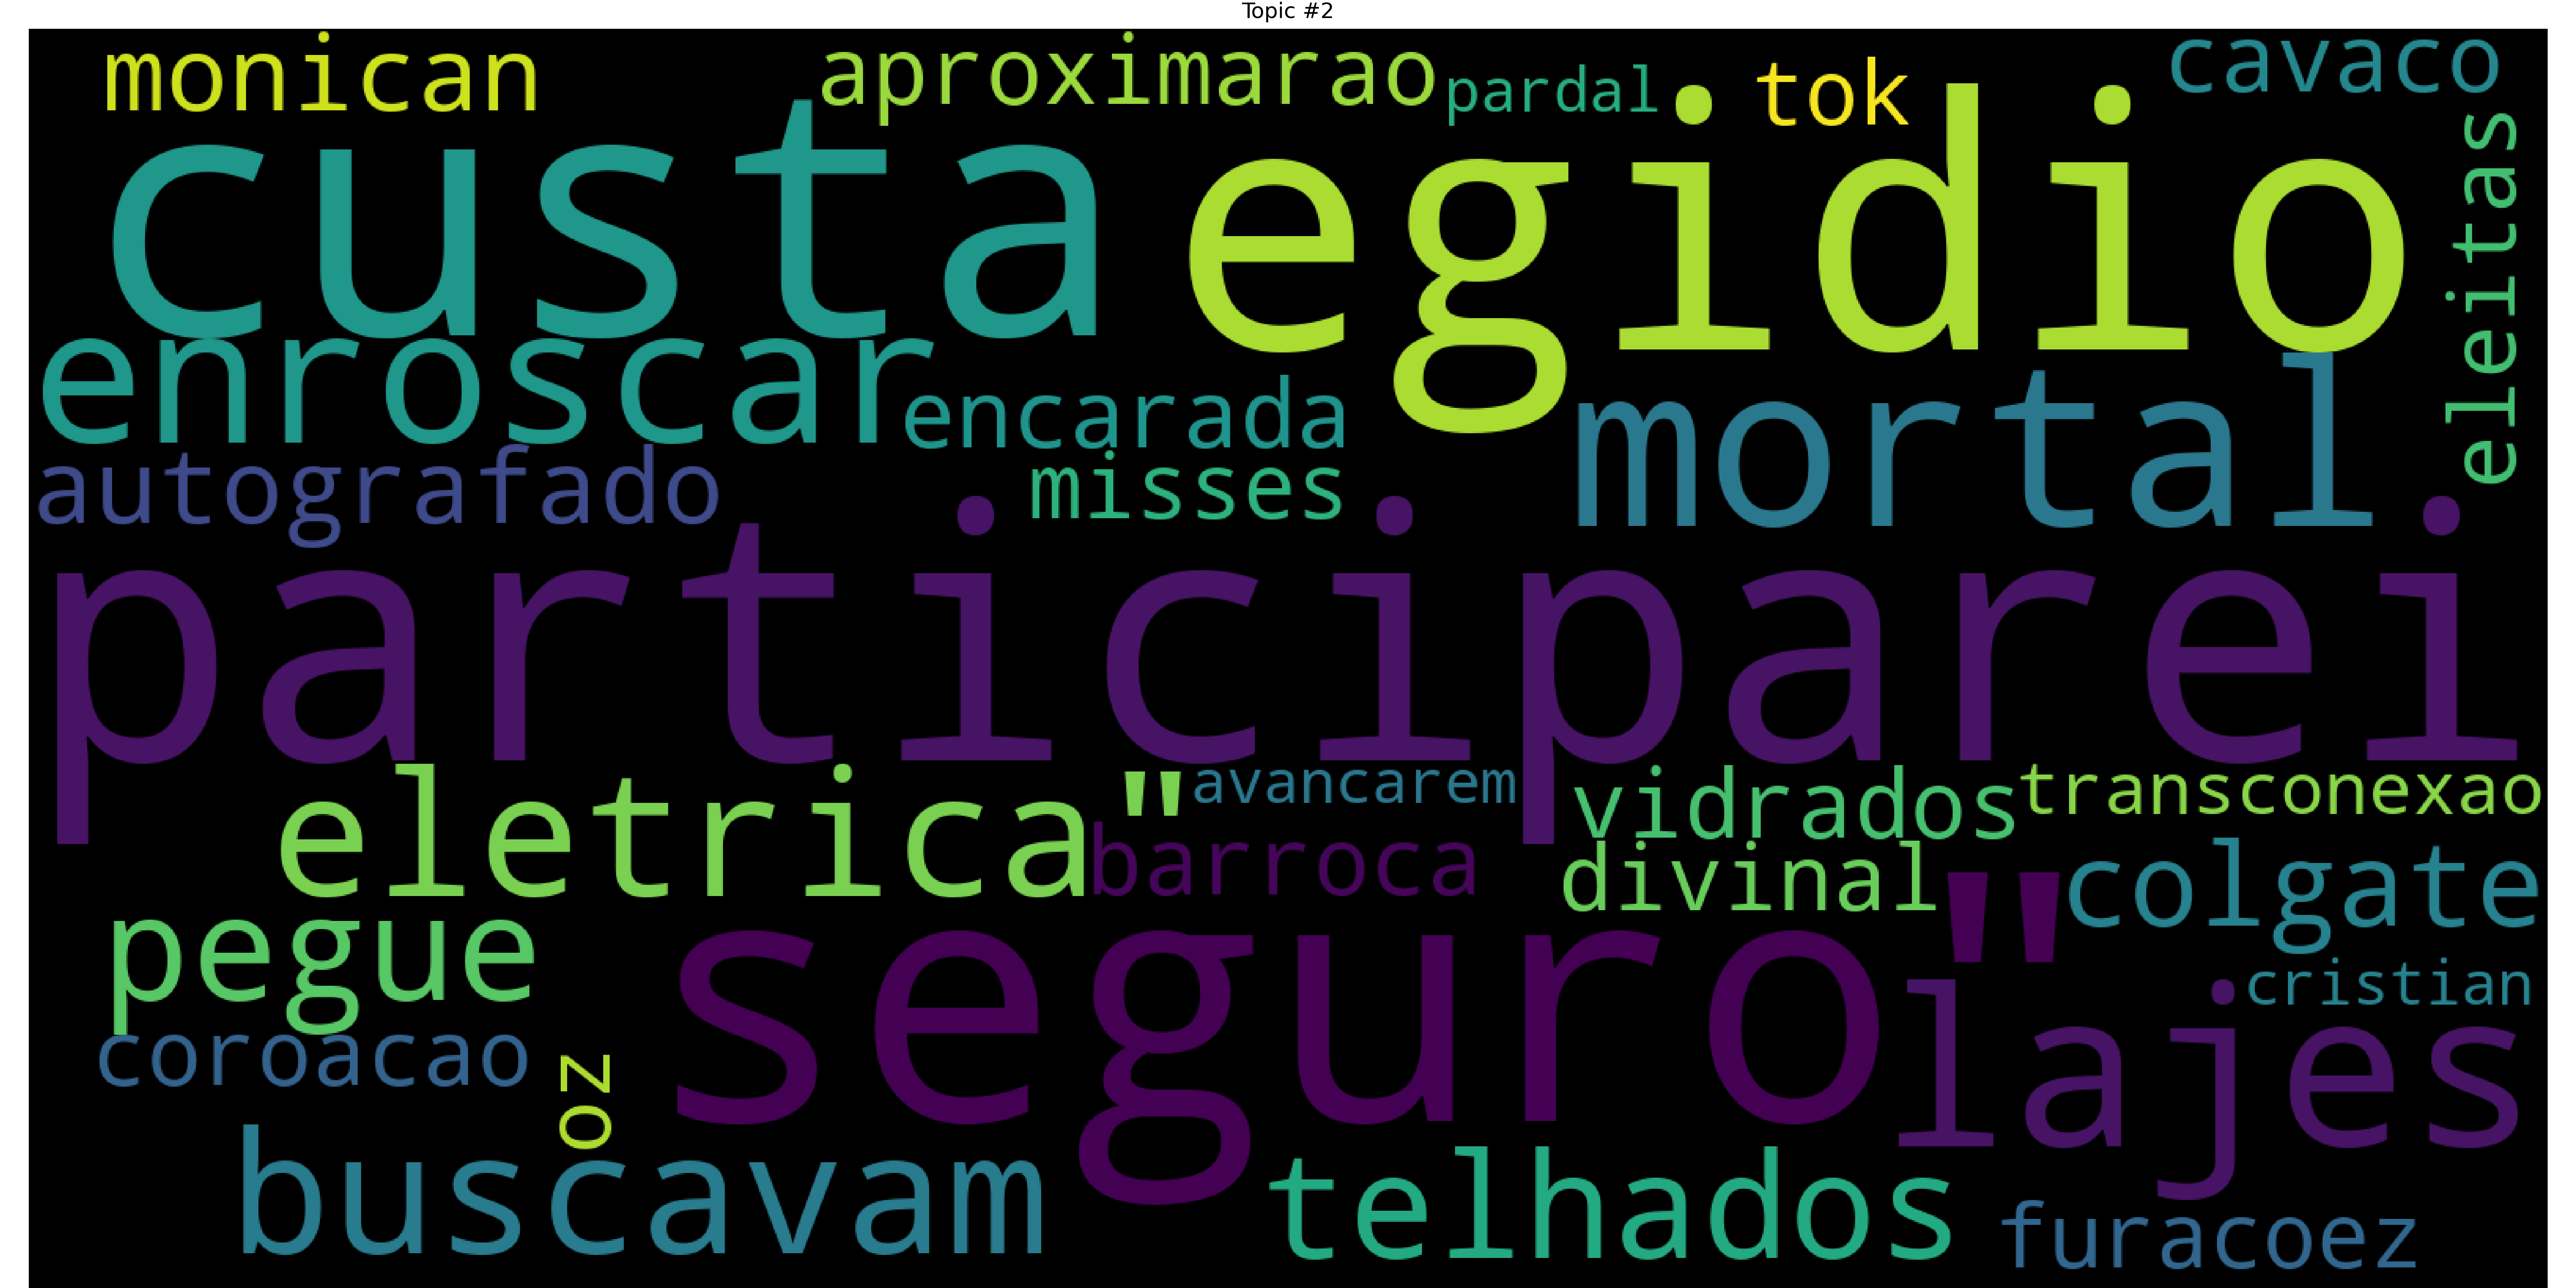 Topic #2
monican
aproximarao
pardal
tok
cavaco
custa
egidio
eleitas
enroscar
encarada
mortal
autografado
misses
participarei
eletrica"
avancarem
vidrados
transconexao
barroca
divinal
colgate
pegue
seguro"
lajes
cristian
coroacao
oz
buscavam
telhados
furacoez